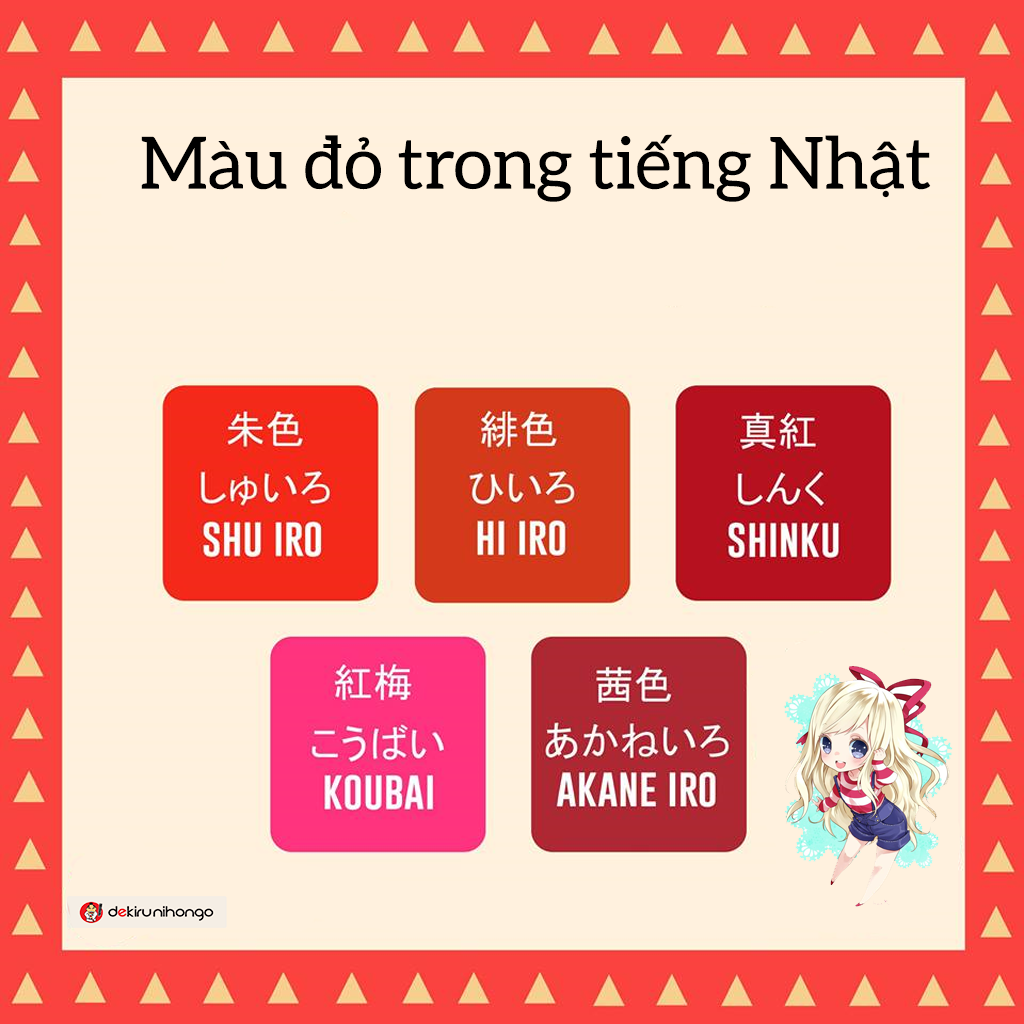 Màu đỏ trong tiếng Nhật
朱色
しゅいろ
SHU IRO
緋色
ひいろ
HI IRO
真紅
しんく
SHINKU
紅梅
こうばい
KOUBAI
茜色
あかねいろ
AKANE IRO
dekirunihongo